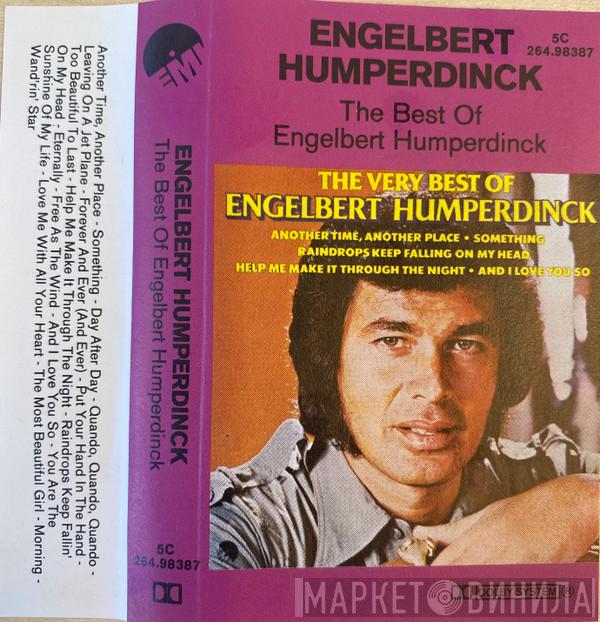 Another Time, Another Place - Something - Day After Day - Quando, Quando, Quando -
Leaving On A Jet Plane - Forever And Ever (And Ever) - Put Your Hand In The Hand -
Too Beautiful To Last - Help Me Make It Through The Night - Raindrops Keep Fallin'
On My Head - Eternally - Free As The Wind - And I Love You So - You Are The
Sunshine Of My Life - Love Me With All Your Heart - The Most Beautiful Girl - Morning -
Wand'rin' Star
EMI
ENGELBERT HUMPERDINCK
The Best Of Engelbert Humperdinck
5C
264.98387
ENGELBERT
HUMPERDINCK
5C
264.98387
The Best Of
Engelbert Humperdinck
THE VERY BEST OF
ENGELBERT HUMPERDINCK
ANOTHER TIME, ANOTHER PLACE • SOMETHING
RAINDROPS KEEP FALLING ON MY HEAD
HELP ME MAKE IT THROUGH THE NIGHT • AND I LOVE YOU SO
DOLBY SYSTEM ®
МАРКЕТ ВИНИЛА